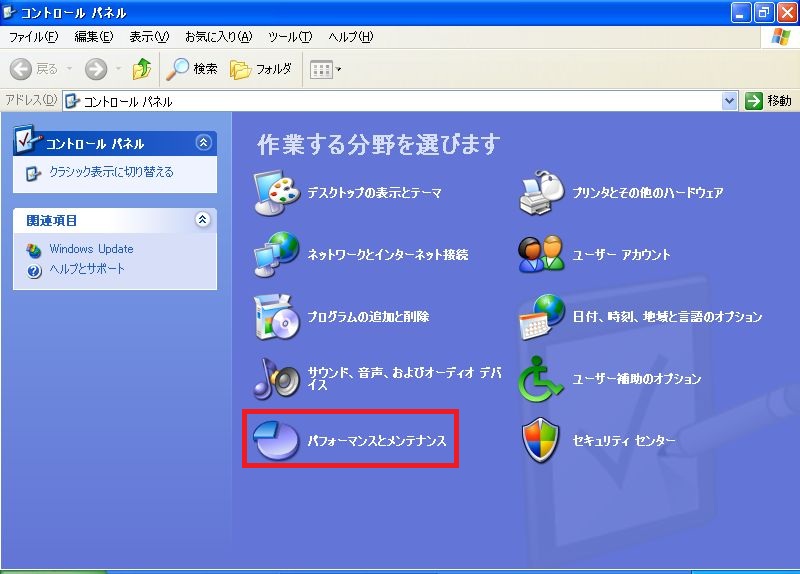 コントロール パネル
ファイル(F) 編集(E) 表示(V) お気に入り(A) ツール(T) ヘルプ(H)
戻る 検索 フォルダ
アドレス(D) コントロール パネル 移動
コントロール パネル
クラシック表示に切り替える
関連項目
Windows Update
ヘルプとサポート
作業する分野を選びます
デスクトップの表示とテーマ
プリンタとその他のハードウェア
ネットワークとインターネット接続
ユーザー アカウント
プログラムの追加と削除
日付、時刻、地域と言語のオプション
サウンド、音声、およびオーディオ デバ
イス
ユーザー補助のオプション
パフォーマンスとメンテナンス
セキュリティ センター